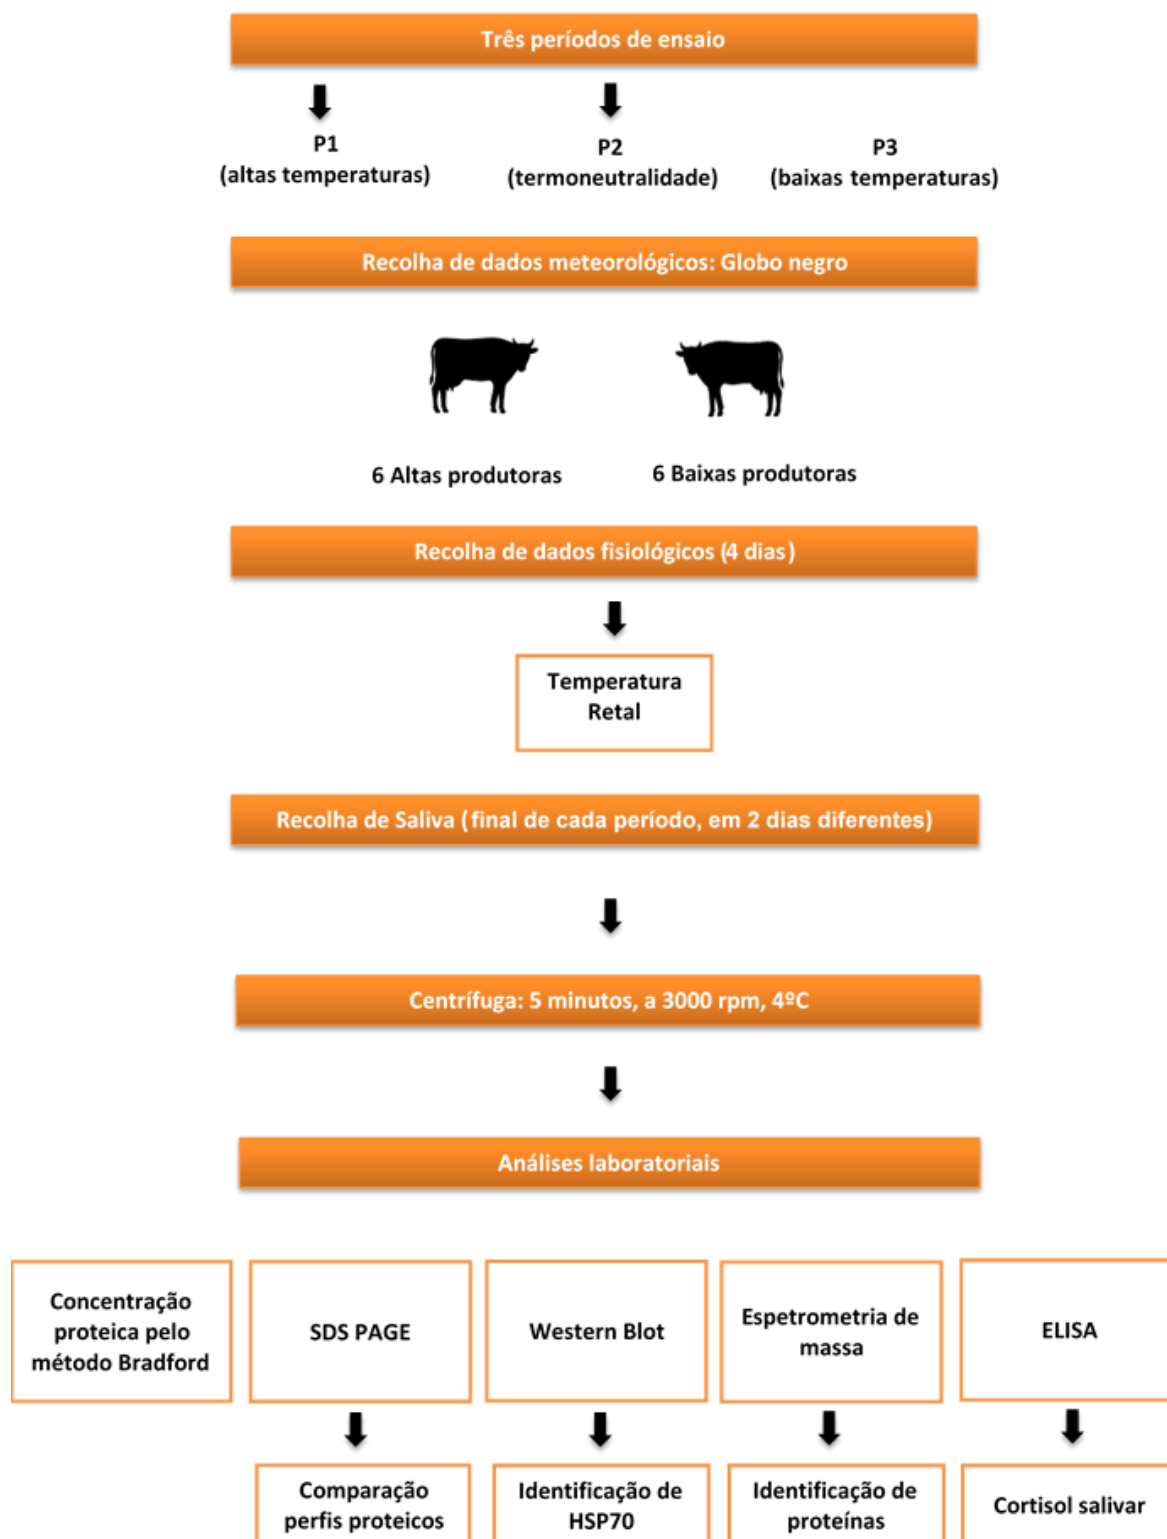 Três períodos de ensaio
P1
(altas temperaturas)
P2
(termoneutralidade)
P3
(baixas temperaturas)
Recolha de dados meteorológicos: Globo negro
6 Altas produtoras
6 Baixas produtoras
Recolha de dados fisiológicos (4 dias)
Temperatura
Retal
Recolha de Saliva (final de cada período, em 2 dias diferentes)
Centrífuga: 5 minutos, a 3000 rpm, 4ºC
Análises laboratoriais
Concentração
proteica pelo
método Bradford
SDS PAGE
Western Blot
Espetrometria de
massa
ELISA
Comparação
perfis proteicos
Identificação de
HSP70
Identificação de
proteínas
Cortisol salivar